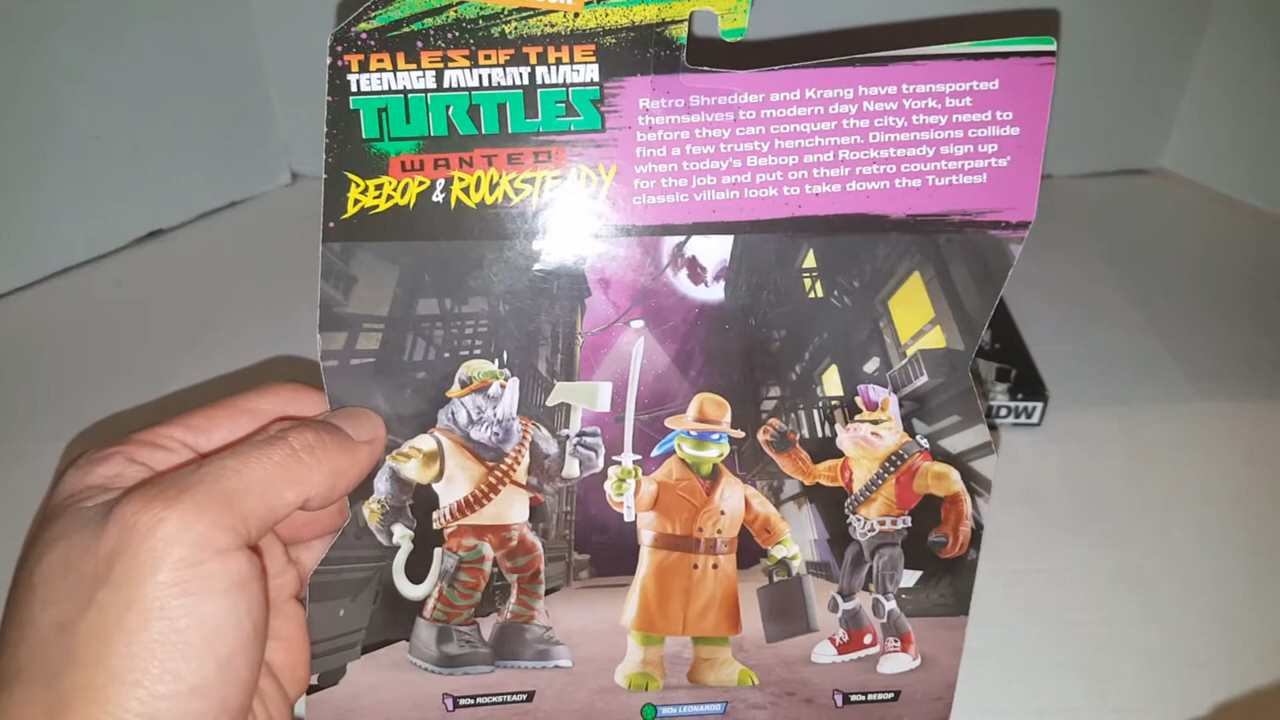 TALES OF THE
TEENAGE MUTANT NINJA
TURTLES
WANTED
BEBOP & ROCKSTEADY
Retro Shredder and Krang have transported
themselves to modern day New York, but
before they can conquer the city, they need to
find a few trusty henchmen. Dimensions collide
when today's Bebop and Rocksteady sign up
for the job and put on their retro counterparts'
classic villain look to take down the Turtles!
IDW
'80s ROCKSTEADY
'80s LEONARDO
'80s BEBOP